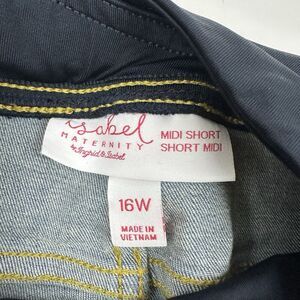 isabel
MATERNITY
by Ingrid & Isabel
MIDI SHORT
SHORT MIDI
16W
MADE IN
VIETNAM